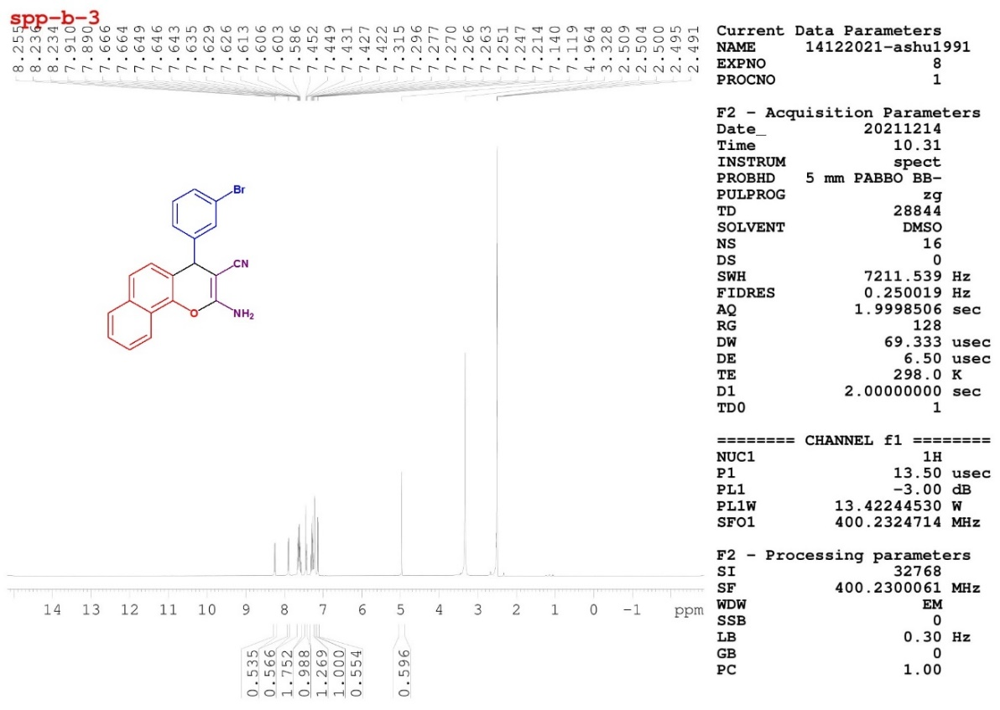 spp-b-3
8.255
8.236
8.234
7.910
7.890
7.666
7.664
7.649
7.646
7.643
7.635
7.629
7.626
7.613
7.606
7.603
7.586
7.452
7.449
7.431
7.427
7.422
7.315
7.296
7.277
7.270
7.266
7.263
7.251
7.247
7.214
7.140
7.119
4.964
3.328
2.509
2.504
2.500
2.495
2.491
Br
CN
O
NH2
14 13 12 11 10 9 8 7 6 5 4 3 2 1 0 -1 ppm
0.535
0.566
1.752
0.988
1.269
1.000
0.554
0.596
Current Data Parameters
NAME 14122021-ashu1991
EXPNO 8
PROCNO 1
F2 - Acquisition Parameters
Date_ 20211214
Time 10.31
INSTRUM spect
PROBHD 5 mm PABBO BB-
PULPROG zg
TD 28844
SOLVENT DMSO
NS 16
DS 0
SWH 7211.539 Hz
FIDRES 0.250019 Hz
AQ 1.9998506 sec
RG 128
DW 69.333 usec
DE 6.50 usec
TE 298.0 K
D1 2.00000000 sec
TD0 1
======== CHANNEL f1 ========
NUC1 1H
P1 13.50 usec
PL1 -3.00 dB
PL1W 13.42244530 W
SFO1 400.2324714 MHz
F2 - Processing parameters
SI 32768
SF 400.2300061 MHz
WDW EM
SSB 0
LB 0.30 Hz
GB 0
PC 1.00